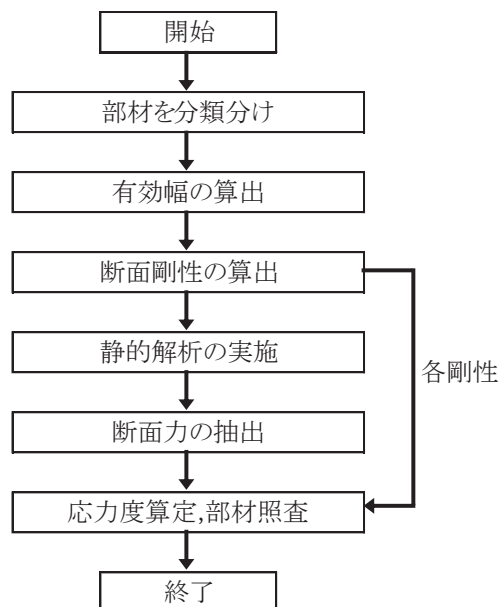 開始
部材を分類分け
有効幅の算出
断面剛性の算出
静的解析の実施
各剛性
断面力の抽出
応力度算定,部材照査
終了